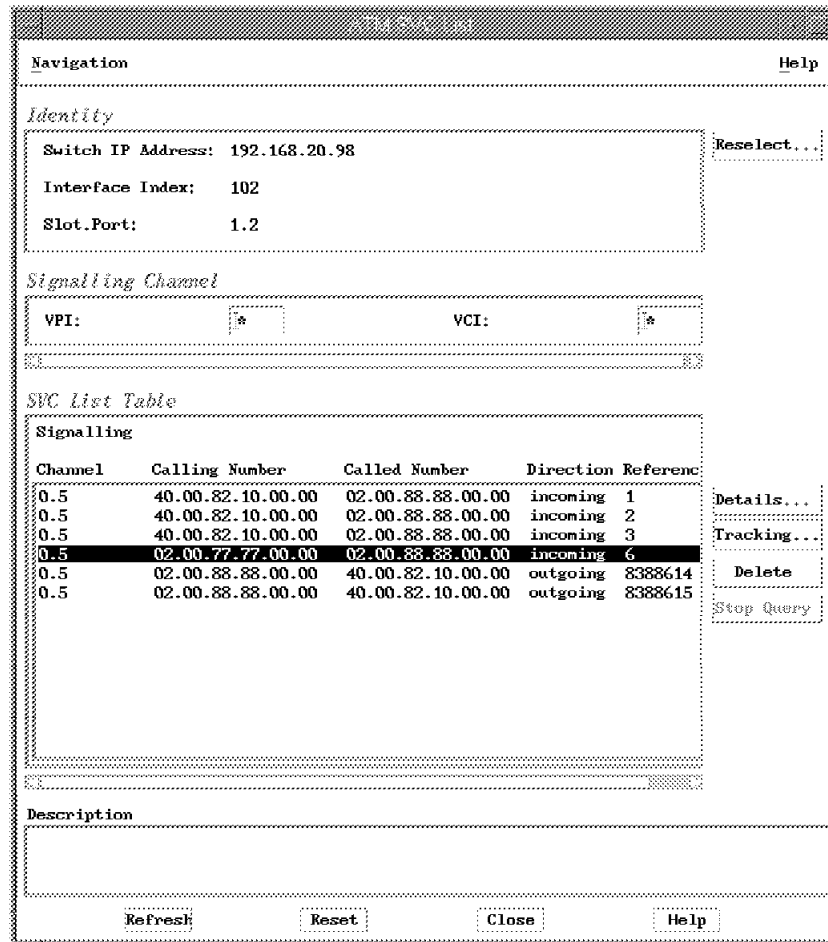 ATM SVC List
Navigation Help
Identity
Switch IP Address: 192.168.20.98
Reselect...
Interface Index: 102
Slot.Port: 1.2
Signalling Channel
VPI: * VCI: *
SVC List Table
Signalling
Channel Calling Number Called Number Direction Referenc
0.5 40.00.82.10.00.00 02.00.88.88.00.00 incoming 1
0.5 40.00.82.10.00.00 02.00.88.88.00.00 incoming 2
0.5 40.00.82.10.00.00 02.00.88.88.00.00 incoming 3
0.5 02.00.77.77.00.00 02.00.88.88.00.00 incoming 6
0.5 02.00.88.88.00.00 40.00.82.10.00.00 outgoing 8388614
0.5 02.00.88.88.00.00 40.00.82.10.00.00 outgoing 8388615
Details...
Tracking...
Delete
Stop Query
Description
Refresh Reset Close Help